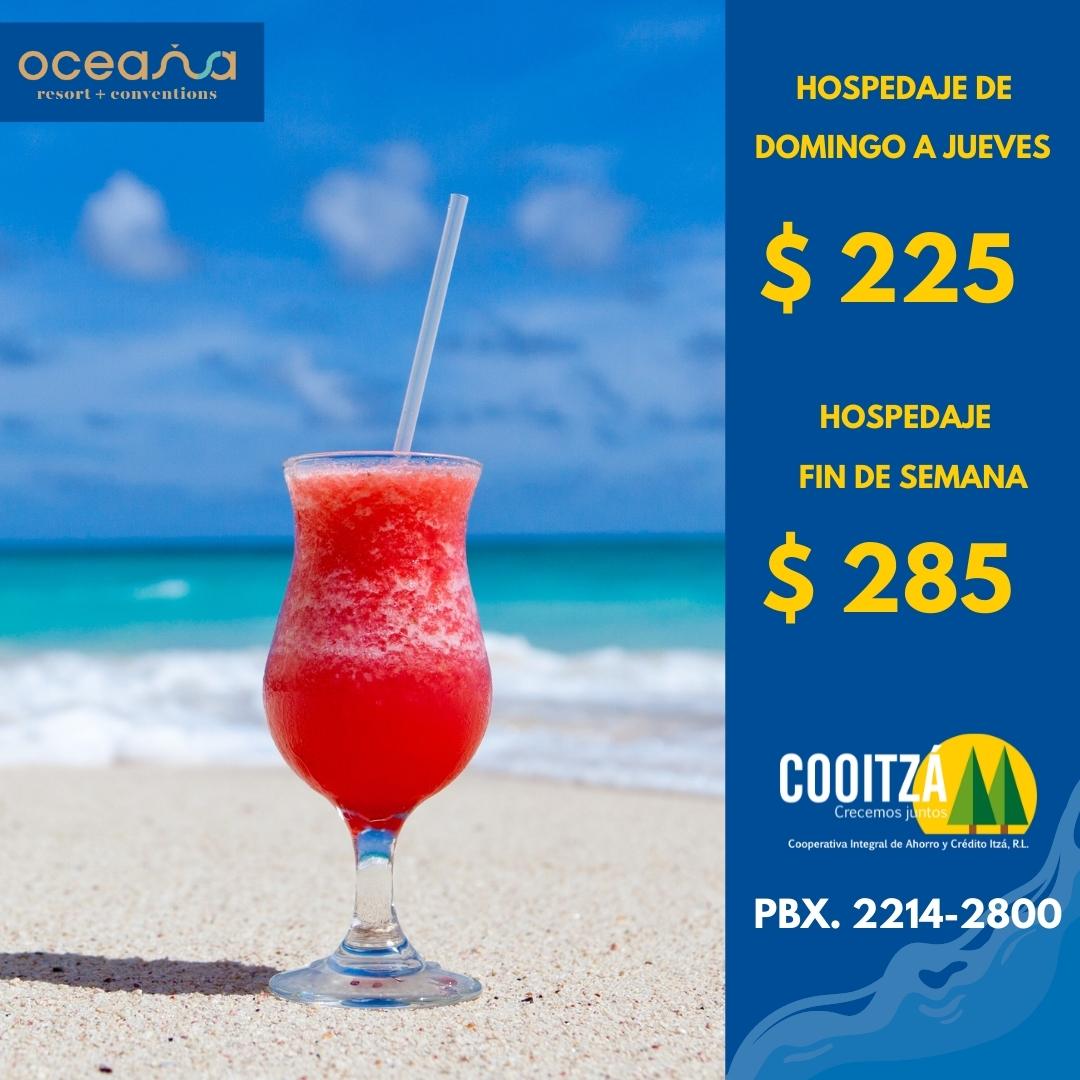 oceaña
resort + conventions
HOSPEDAJE DE
DOMINGO A JUEVES
$ 225
HOSPEDAJE
FIN DE SEMANA
$ 285
COOITZÁ
Crecemos juntos
Cooperativa Integral de Ahorro y Crédito Itzá, R.L.
PBX. 2214-2800